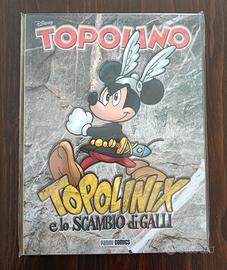 Disney
TOPOLINO
TOPOLINIX
e lo SCAMBIO di GALLI
PANINI COMICS